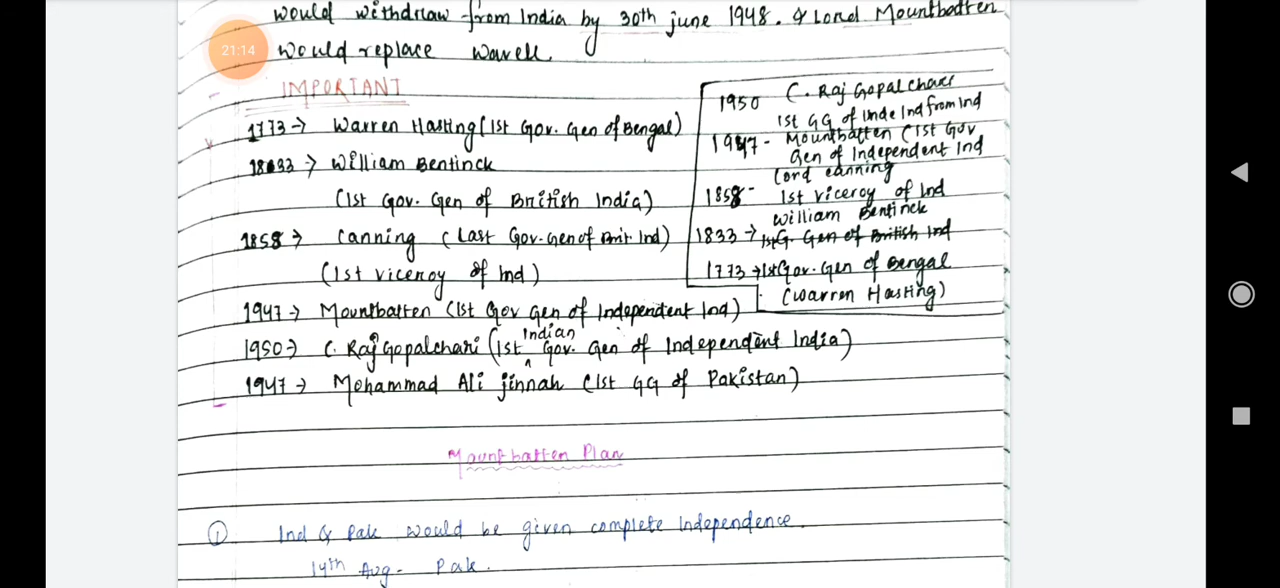 would withdraw from India by 30th june 1948. & Lord Mountbatten
21:14
would replace wavell.
IMPORTANT
1773→ Warren Hasting (1st Gov. Gen of Bengal)
1833 → William Bentinck
(1st Gov. Gen of British India)
1858→ Canning (Last Gov. Gen of Brit Ind)
(1st viceroy of Ind)
1947→ Mountbatten (1st Gov Gen of Independent Ind)
1950→ C. Raj Gopalchari (1st Indian Gov. Gen of Independent India)
1947→ Mohammad Ali jinnah (1st GG of Pakistan)
1950 C. Raj Gopalchari
1st GG of Ind from Ind
1947- Mountbatten (1st Gov
Gen of Independent Ind
Lord canning
1858- 1st viceroy of Ind
William Bentinck
1833→ 1st G. Gen of British Ind
1773→1st Gov. Gen of Bengal
(Warren Hasting)
Mountbatten Plan
① Ind & Pak would be given complete Independence.
14th Aug- Pak.